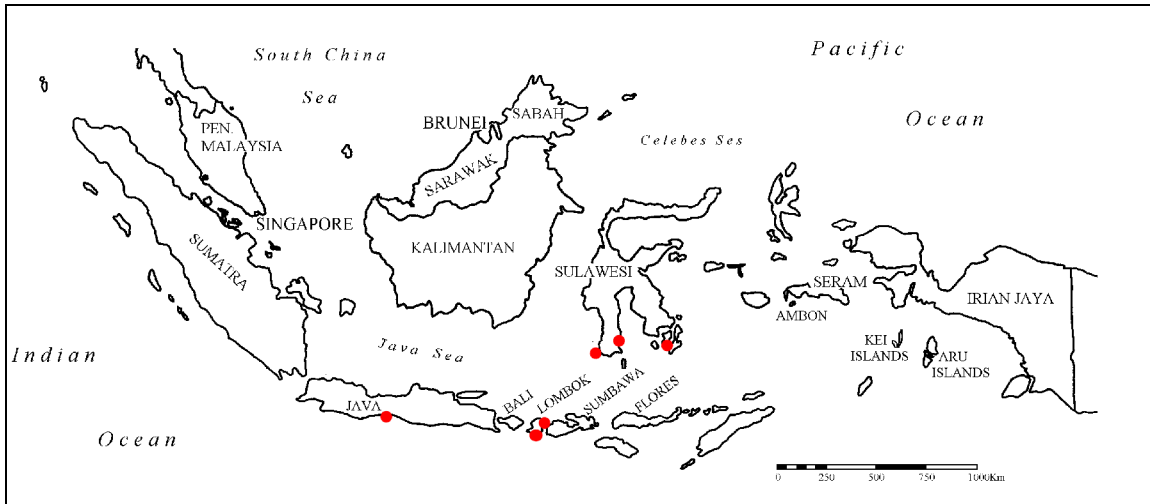 South China
Sea
Pacific
Ocean
PEN.
MALAYSIA
BRUNEI
SABAH
SARAWAK
Celebes Ses
SINGAPORE
SUMATRA
KALIMANTAN
SULAWESI
SERAM
AMBON
IRIAN JAYA
KEI
ISLANDS
ARU
ISLANDS
Indian
Ocean
Java Sea
JAVA
BALI
LOMBOK
SUMBAWA
FLORES
0 250 500 750 1000Km